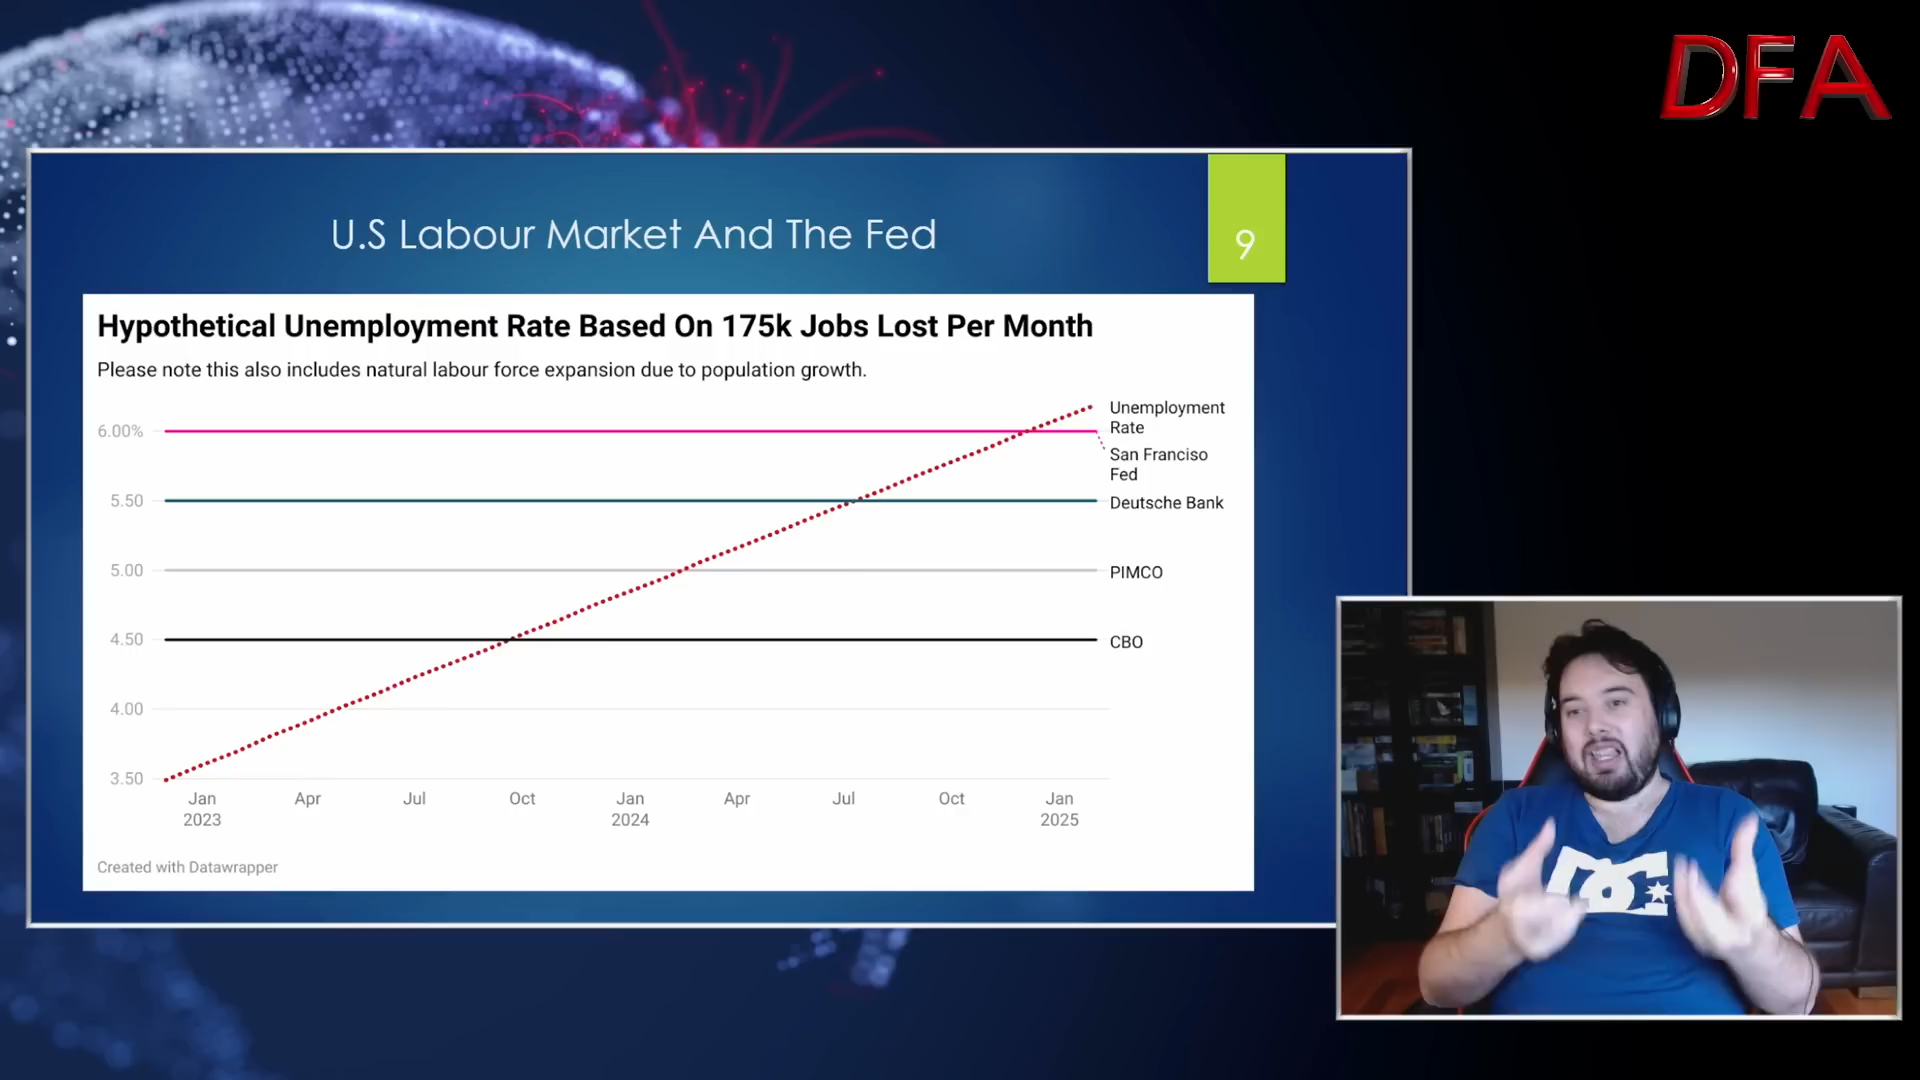 DFA
U.S Labour Market And The Fed
9
Hypothetical Unemployment Rate Based On 175k Jobs Lost Per Month
Please note this also includes natural labour force expansion due to population growth.
Unemployment
Rate
6.00%
San Franciso
Fed
5.50
Deutsche Bank
5.00
PIMCO
4.50
CBO
4.00
3.50
Jan
2023
Apr
Jul
Oct
Jan
2024
Apr
Jul
Oct
Jan
2025
Created with Datawrapper
DC